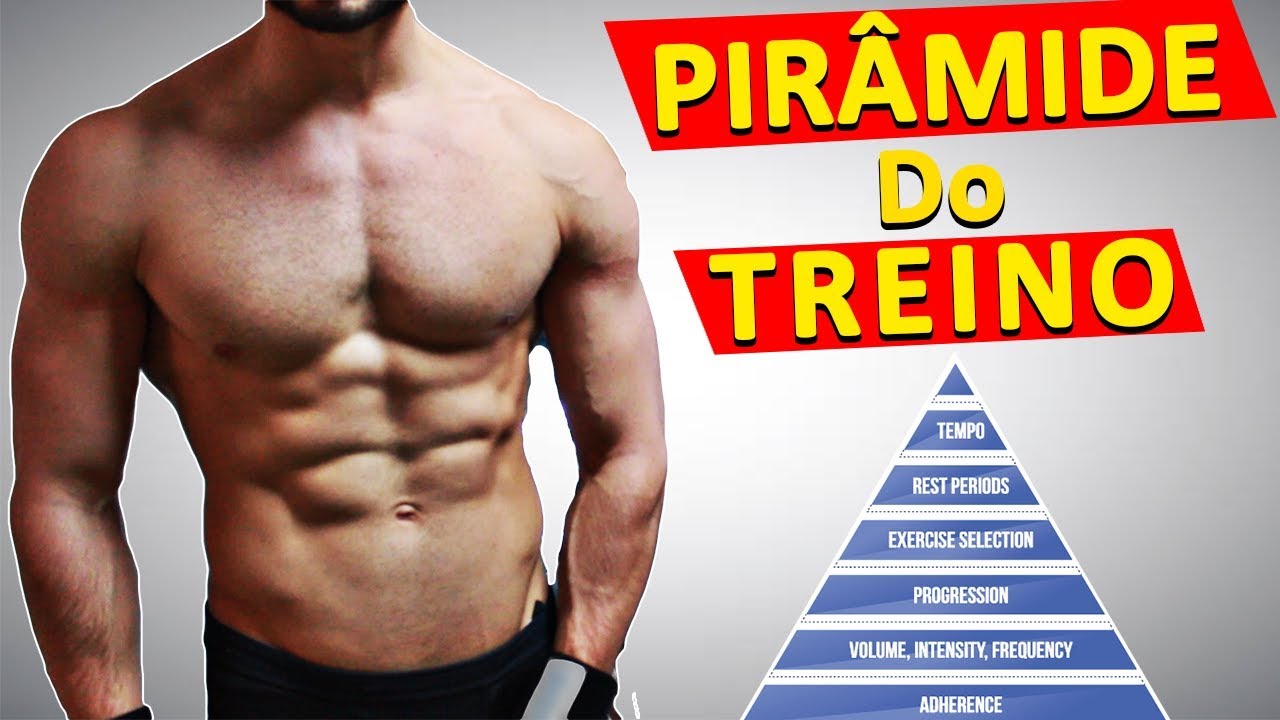 PIRÂMIDE
Do
TREINO
TEMPO
REST PERIODS
EXERCISE SELECTION
PROGRESSION
VOLUME, INTENSITY, FREQUENCY
ADHERENCE